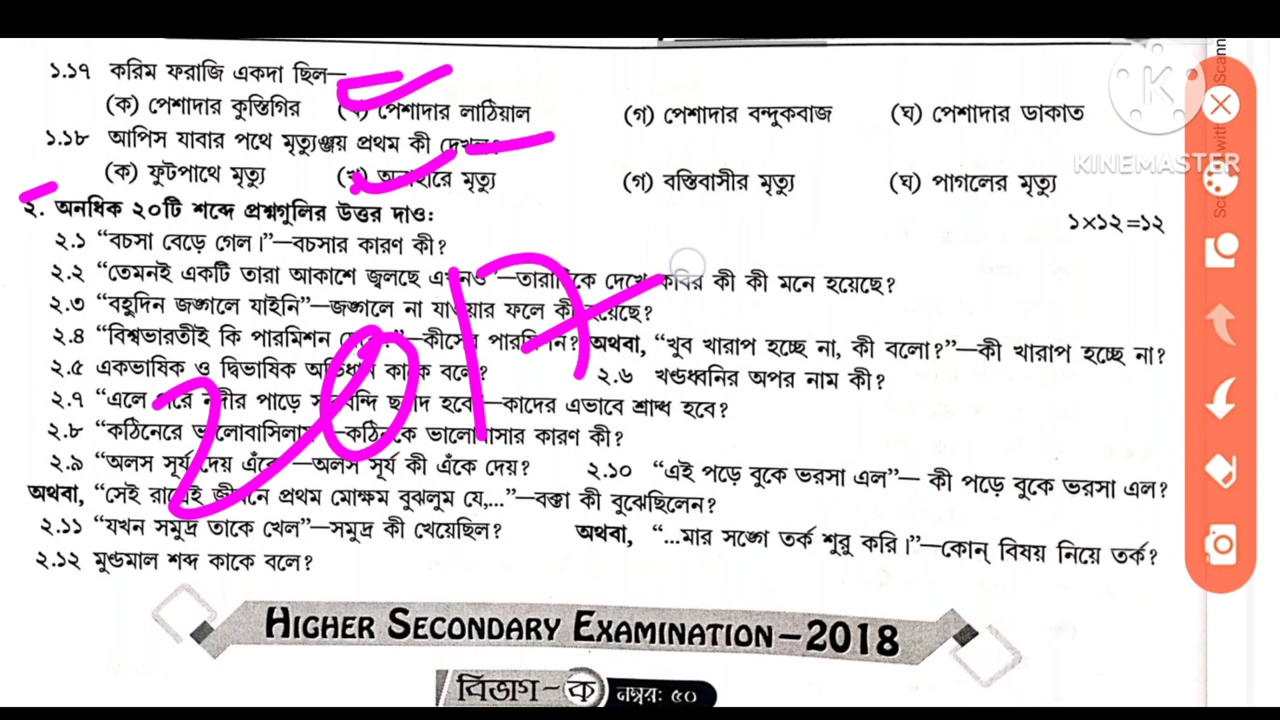 ১.১৭ করিম ফরাজি একদা ছিল—
(ক) পেশাদার কুস্তিগির পেশাদার লাঠিয়াল (গ) পেশাদার বন্দুকবাজ (ঘ) পেশাদার ডাকাত
১.১৮ আপিস যাবার পথে মৃত্যুঞ্জয় প্রথম কী দেখল?
(ক) ফুটপাথে মৃত্যু (খ) অনাহারে মৃত্যু (গ) বস্তিবাসীর মৃত্যু (ঘ) পাগলের মৃত্যু
KINEMASTER
২. অনধিক ২০টি শব্দে প্রশ্নগুলির উত্তর দাও: ১×১২=১২
২.১ “বচসা বেড়ে গেল।”—বচসার কারণ কী?
২.২ “তেমনই একটি তারা আকাশে জ্বলছে এখনও”—তারাটিকে দেখে কবির কী কী মনে হয়েছে?
২.৩ “বহুদিন জঙ্গলে যাইনি”—জঙ্গলে না যাওয়ার ফলে কী হয়েছে?
২.৪ “বিশ্বভারতীই কি পারমিশন —কীসের পারমিশন? অথবা, “খুব খারাপ হচ্ছে না, কী বলো?”—কী খারাপ হচ্ছে না?
২.৫ একভাষিক ও দ্বিভাষিক অভিধান কাকে বলে? ২.৬ খণ্ডধ্বনির অপর নাম কী?
২.৭ “এলে পরে নদীর পাড়ে হবে”—কাদের এভাবে শ্রাদ্ধ হবে?
২.৮ “কঠিনেরে ভালোবাসিলাম”—কঠিনকে ভালোবাসার কারণ কী?
২.৯ “অলস সূর্য দেয় এঁকে”—অলস সূর্য কী এঁকে দেয়? ২.১০ “এই পড়ে বুকে ভরসা এল”— কী পড়ে বুকে ভরসা এল?
অথবা, “সেই রাত্রেই জীবনে প্রথম মোক্ষম বুঝলুম যে,...”—বক্তা কী বুঝেছিলেন?
২.১১ “যখন সমুদ্র তাকে খেল”—সমুদ্র কী খেয়েছিল? অথবা, “...মার সঙ্গে তর্ক শুরু করি।”—কোন্ বিষয় নিয়ে তর্ক?
২.১২ মুণ্ডমাল শব্দ কাকে বলে?
2017
HIGHER SECONDARY EXAMINATION–2018
বিভাগ–ক নম্বর: ৫০